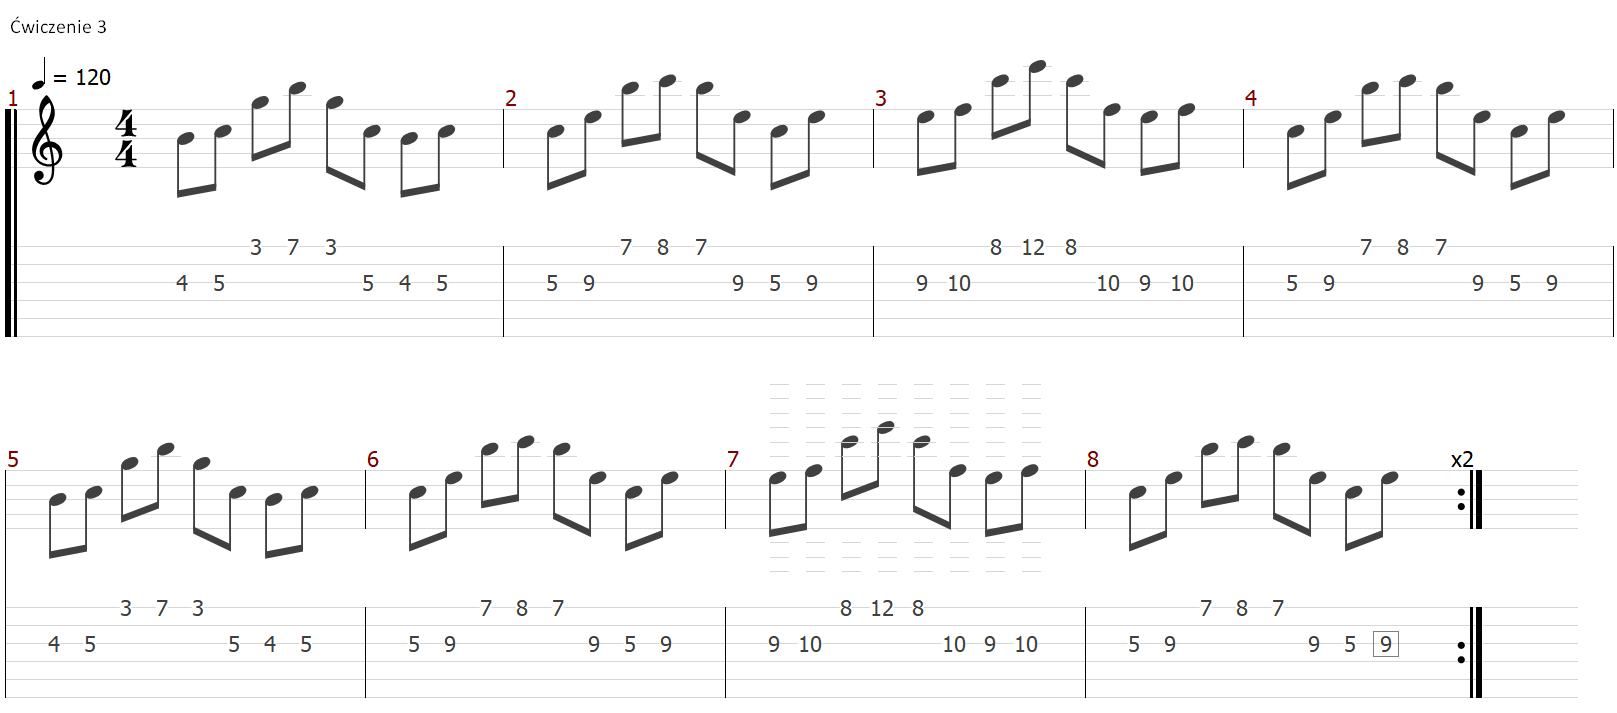 Ćwiczenie 3
= 120
1 2 3 4
4
4
3 7 3 7 8 7 8 12 8 7 8 7
4 5 5 4 5 5 9 9 5 9 9 10 10 9 10 5 9 9 5 9
5 6 7 8 x2
3 7 3 7 8 7 8 12 8 7 8 7
4 5 5 4 5 5 9 9 5 9 9 10 10 9 10 5 9 9 5 9